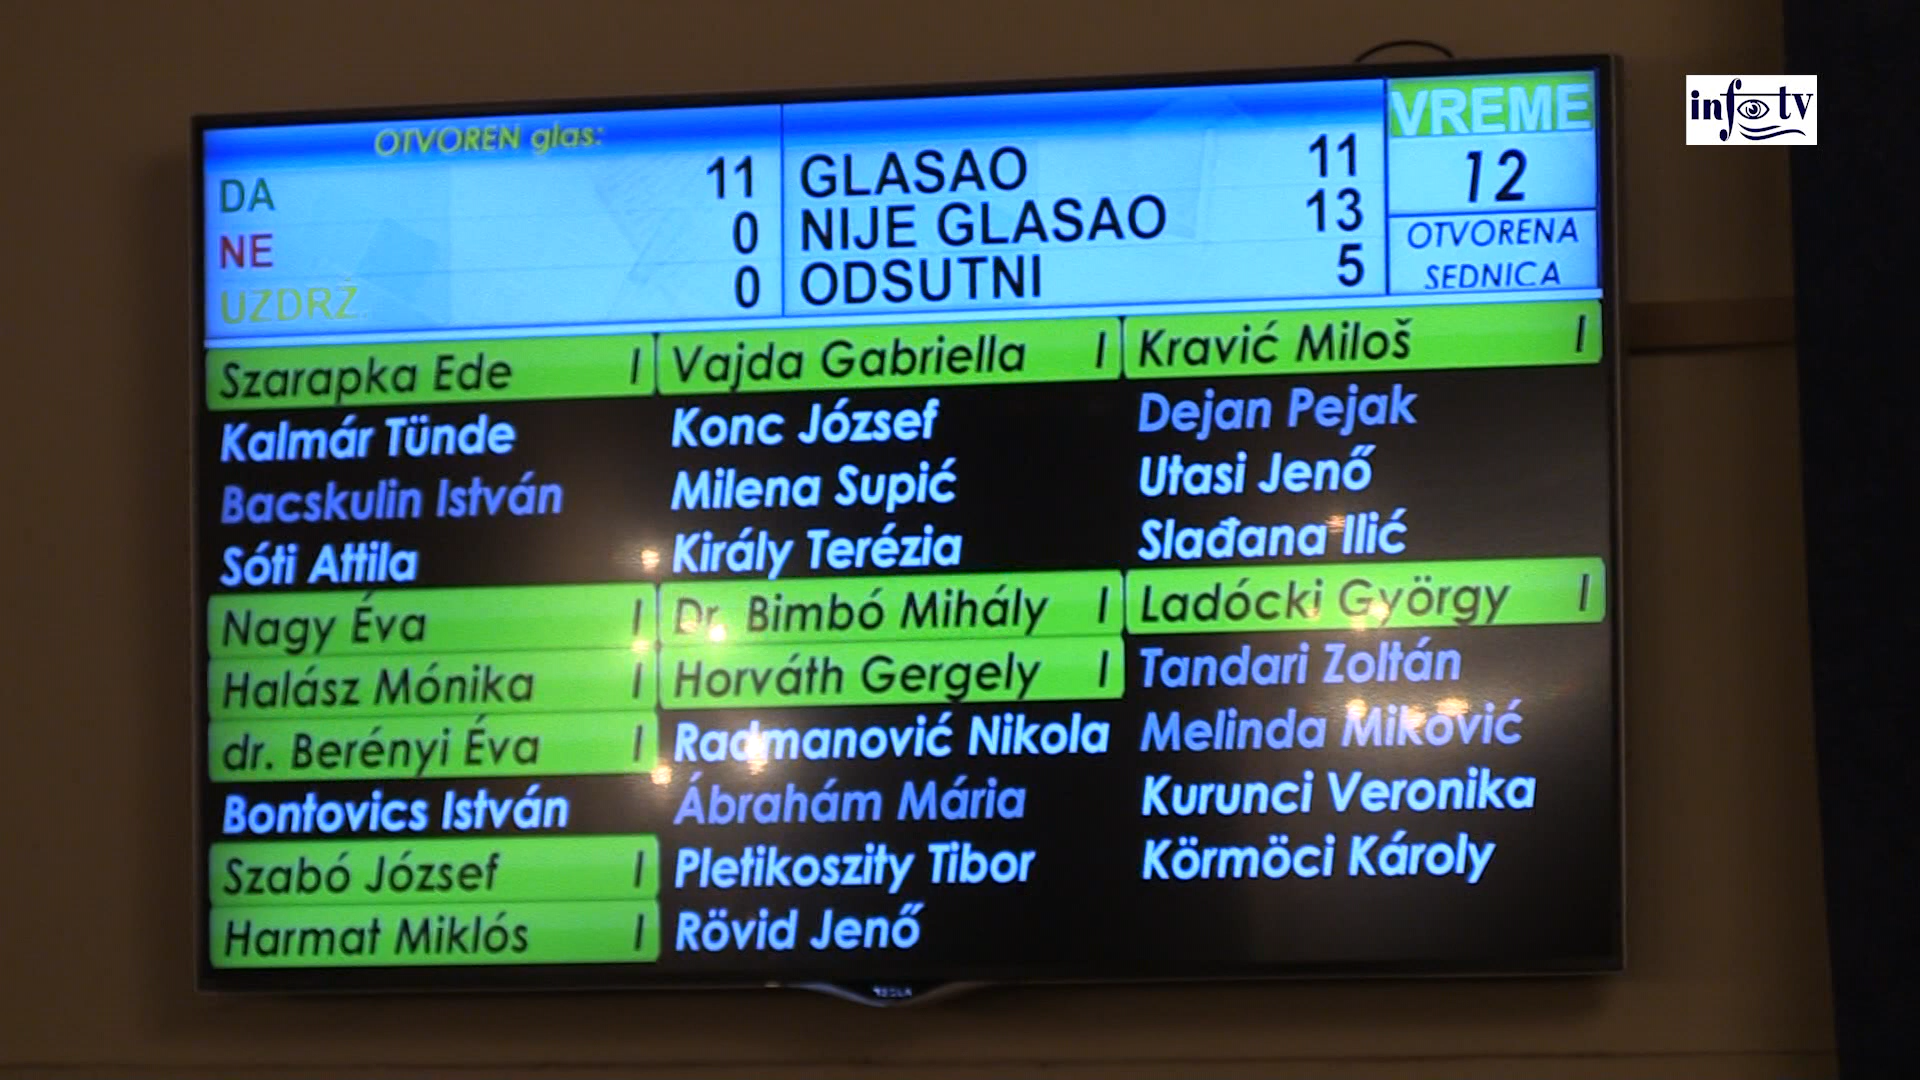 info tv
OTVOREN glas:
DA 11
NE 0
UZDRŽ. 0
GLASAO 11
NIJE GLASAO 13
ODSUTNI 5
VREME
12
OTVORENA
SEDNICA
Szarapka Ede I Vajda Gabriella I Kravić Miloš I
Kalmár Tünde Konc József Dejan Pejak
Bacskulin István Milena Supić Utasi Jenő
Sóti Attila Király Terézia Slađana Ilić
Nagy Éva I Dr. Bimbó Mihály I Ladócki György I
Halász Mónika I Horváth Gergely I Tandari Zoltán
dr. Berényi Éva I Radmanović Nikola Melinda Miković
Bontovics István Ábrahám Mária Kurunci Veronika
Szabó József I Pletikoszity Tibor Körmöci Károly
Harmat Miklós I Rövid Jenő
TESLA